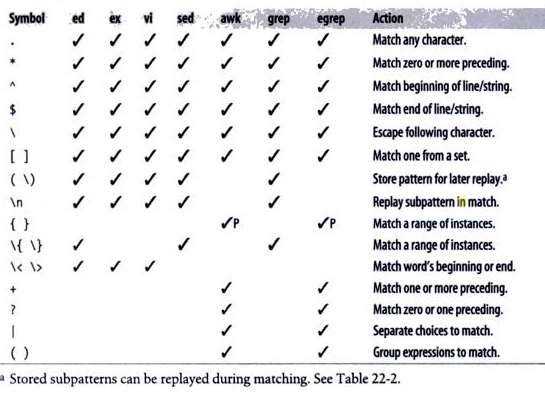 Symbol ed ex vi sed awk grep egrep Action
. ✓ ✓ ✓ ✓ ✓ ✓ ✓ Match any character.
* ✓ ✓ ✓ ✓ ✓ ✓ ✓ Match zero or more preceding.
^ ✓ ✓ ✓ ✓ ✓ ✓ ✓ Match beginning of line/string.
$ ✓ ✓ ✓ ✓ ✓ ✓ ✓ Match end of line/string.
\ ✓ ✓ ✓ ✓ ✓ ✓ ✓ Escape following character.
[ ] ✓ ✓ ✓ ✓ ✓ ✓ ✓ Match one from a set.
( \) ✓ ✓ ✓ ✓ ✓ Store pattern for later replay.a
\n ✓ ✓ ✓ ✓ ✓ Replay subpattern in match.
{ } ✓P ✓P Match a range of instances.
\{ \} ✓ ✓ ✓ Match a range of instances.
\< \> ✓ ✓ ✓ Match word's beginning or end.
+ ✓ ✓ Match one or more preceding.
? ✓ ✓ Match zero or one preceding.
| ✓ ✓ Separate choices to match.
( ) ✓ ✓ Group expressions to match.
a Stored subpatterns can be replayed during matching. See Table 22-2.